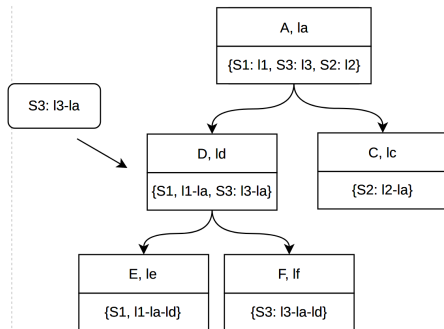 A, la
{S1: l1, S3: l3, S2: l2}
S3: l3-la
D, ld
{S1, l1-la, S3: l3-la}
C, lc
{S2: l2-la}
E, le
{S1, l1-la-ld}
F, lf
{S3: l3-la-ld}